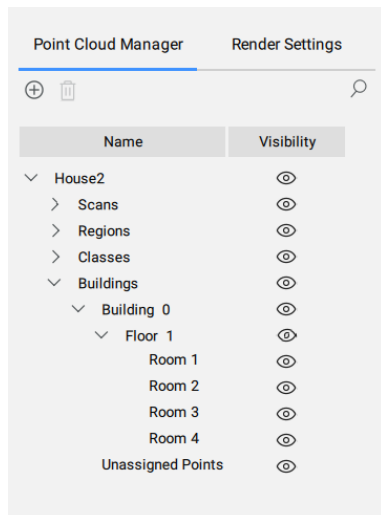 Point Cloud Manager Render Settings
Name Visibility
House2
Scans
Regions
Classes
Buildings
Building 0
Floor 1
Room 1
Room 2
Room 3
Room 4
Unassigned Points